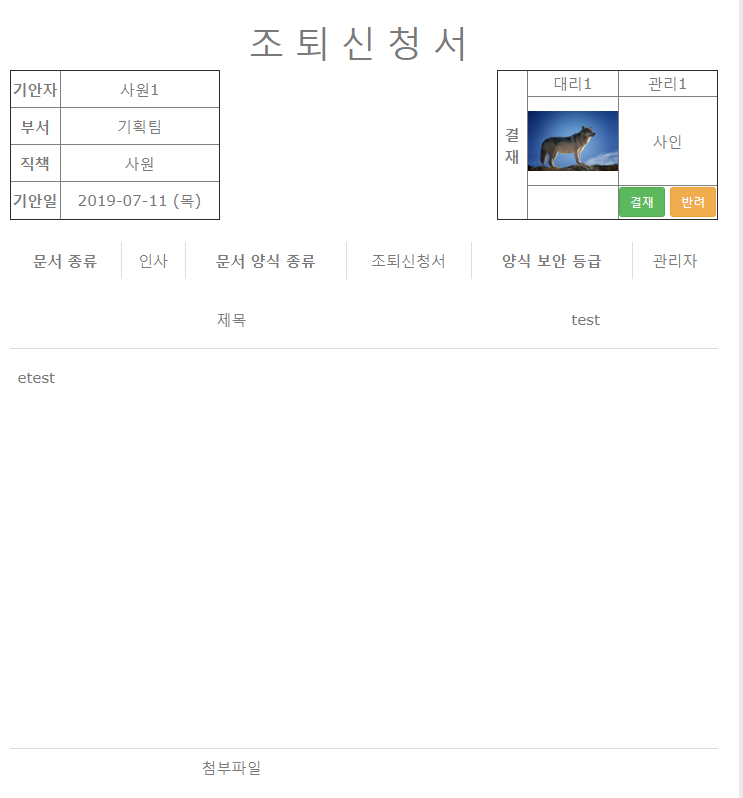 조 퇴 신 청 서
기안자 사원1
부서 기획팀
직책 사원
기안일 2019-07-11 (목)
결재 대리1 관리1
사인
결재 반려
문서 종류 인사 문서 양식 종류 조퇴신청서 양식 보안 등급 관리자
제목 test
etest
첨부파일